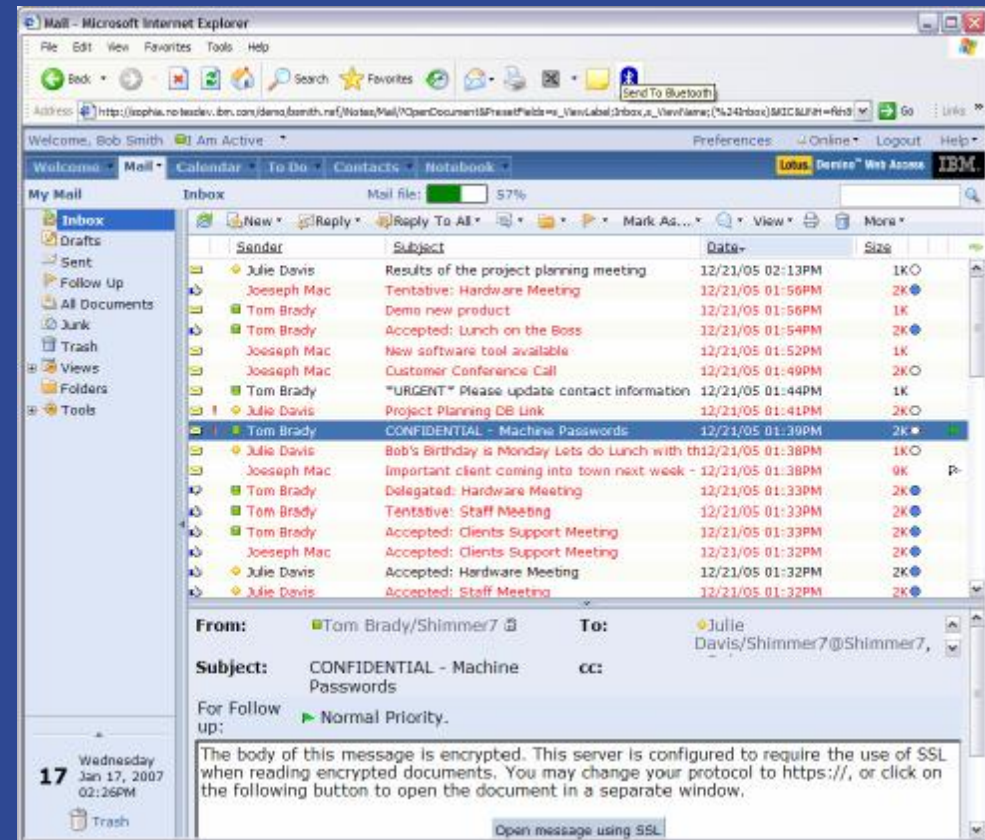 Mail - Microsoft Internet Explorer
File Edit View Favorites Tools Help
Back Search Favorites
Send To Bluetooth
Address Go Links
Welcome, Bob Smith I Am Active Preferences Online Logout Help
Welcome Mail Calendar To Do Contacts Notebook Lotus Domino Web Access IBM.
My Mail Inbox Mail file: 57%
New Reply Reply To All Mark As... View More
Inbox
Drafts
Sent
Follow Up
All Documents
Junk
Trash
Views
Folders
Tools
Sender Subject Date Size
Julie Davis Results of the project planning meeting 12/21/05 02:13PM 1K
Joeseph Mac Tentative: Hardware Meeting 12/21/05 01:56PM 2K
Tom Brady Demo new product 12/21/05 01:56PM 1K
Tom Brady Accepted: Lunch on the Boss 12/21/05 01:54PM 2K
Joeseph Mac New software tool available 12/21/05 01:52PM 1K
Joeseph Mac Customer Conference Call 12/21/05 01:49PM 2K
Tom Brady *URGENT* Please update contact information 12/21/05 01:44PM 1K
Julie Davis Project Planning DB Link 12/21/05 01:41PM 2K
Tom Brady CONFIDENTIAL - Machine Passwords 12/21/05 01:39PM 2K
Julie Davis Bob's Birthday is Monday Lets do Lunch with th 12/21/05 01:38PM 1K
Joeseph Mac Important client coming into town next week - 12/21/05 01:38PM 9K
Tom Brady Delegated: Hardware Meeting 12/21/05 01:33PM 2K
Tom Brady Tentative: Staff Meeting 12/21/05 01:33PM 2K
Tom Brady Accepted: Clients Support Meeting 12/21/05 01:33PM 2K
Joeseph Mac Accepted: Clients Support Meeting 12/21/05 01:32PM 2K
Julie Davis Accepted: Hardware Meeting 12/21/05 01:32PM 2K
Julie Davis Accepted: Staff Meeting 12/21/05 01:32PM 2K
From: Tom Brady/Shimmer7 To: Julie
Davis/Shimmer7@Shimmer7,
Subject: CONFIDENTIAL - Machine cc:
Passwords
For Follow
up: Normal Priority.
The body of this message is encrypted. This server is configured to require the use of SSL
when reading encrypted documents. You may change your protocol to https://, or click on
the following button to open the document in a separate window.
Open message using SSL
Wednesday
17 Jan 17, 2007
02:26PM
Trash